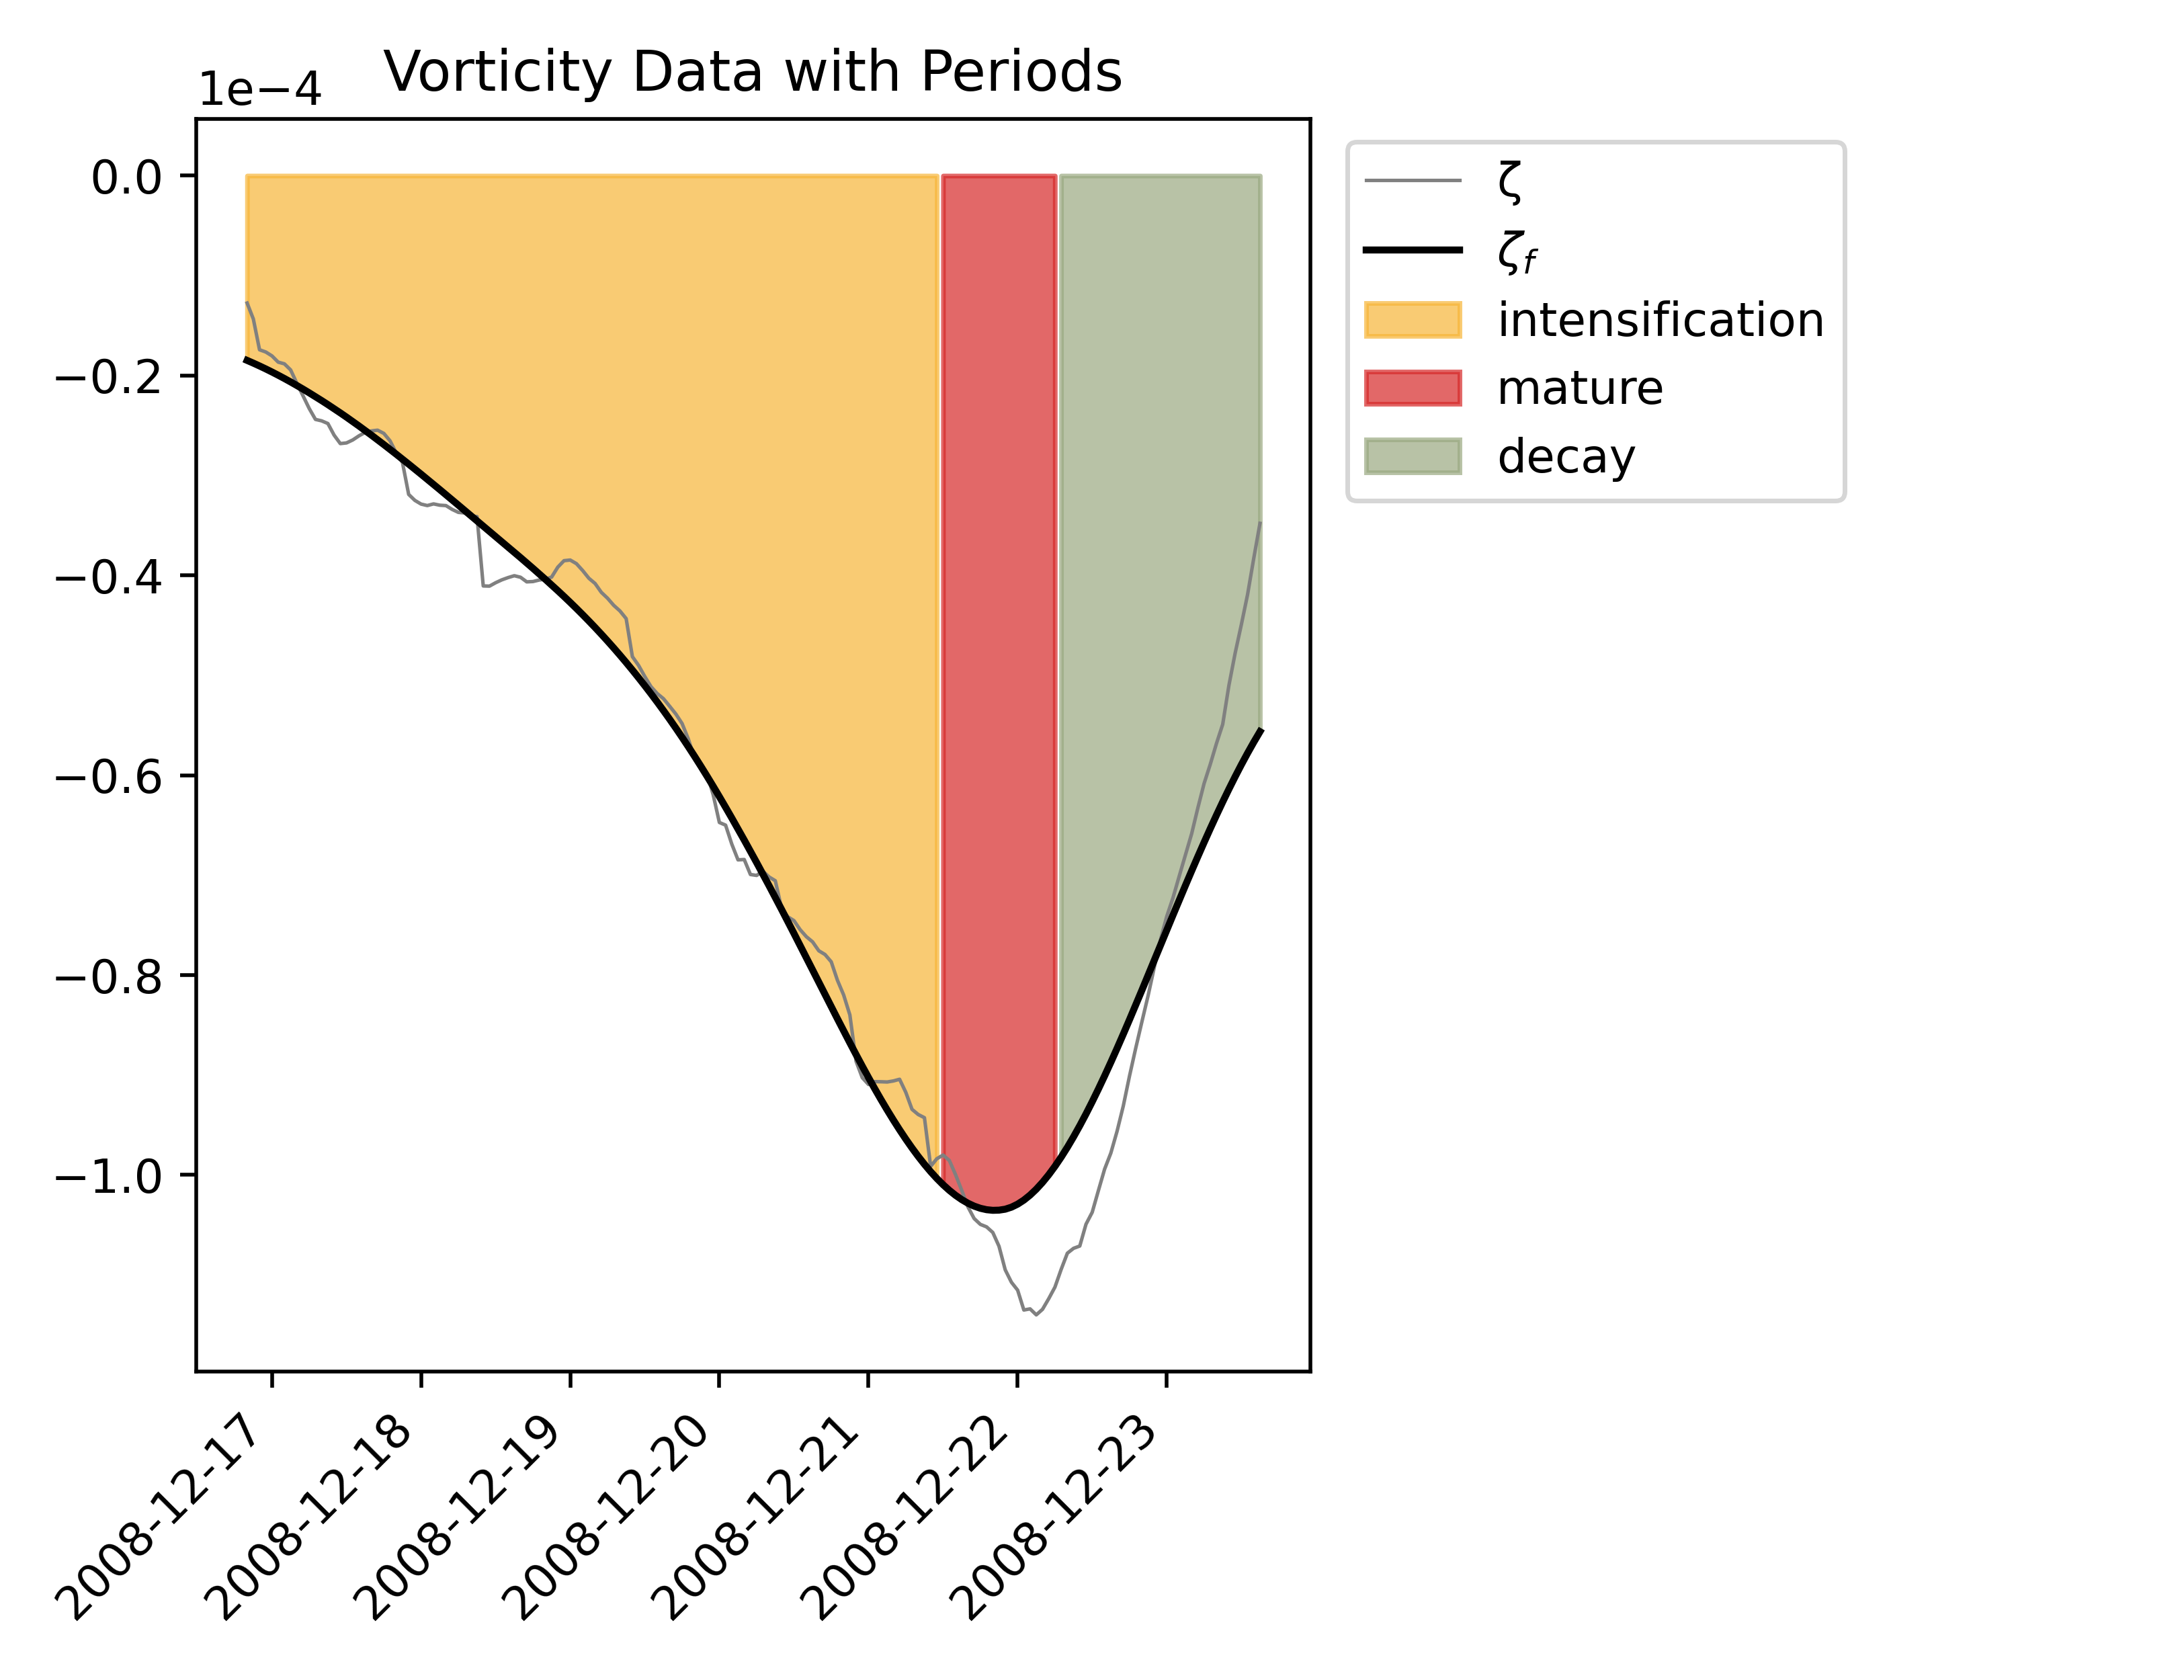 Vorticity Data with Periods
1e−4
0.0
−0.2
−0.4
−0.6
−0.8
−1.0
2008-12-17
2008-12-18
2008-12-19
2008-12-20
2008-12-21
2008-12-22
2008-12-23
ζ
ζf
intensification
mature
decay